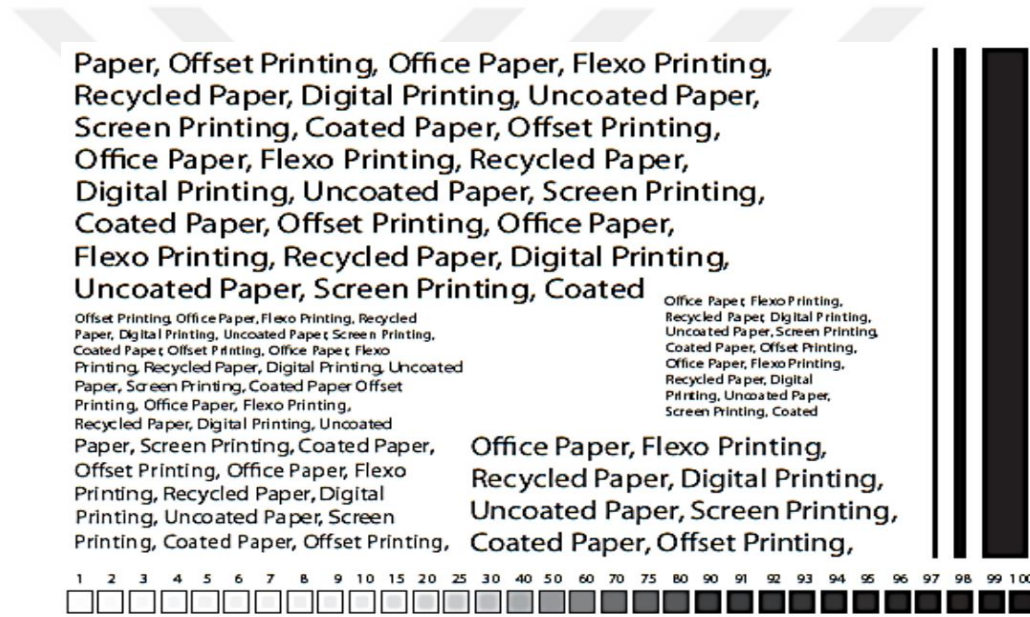 Paper, Offset Printing, Office Paper, Flexo Printing,
Recycled Paper, Digital Printing, Uncoated Paper,
Screen Printing, Coated Paper, Offset Printing,
Office Paper, Flexo Printing, Recycled Paper,
Digital Printing, Uncoated Paper, Screen Printing,
Coated Paper, Offset Printing, Office Paper,
Flexo Printing, Recycled Paper, Digital Printing,
Uncoated Paper, Screen Printing, Coated
Offset Printing, Office Paper, Flexo Printing, Recycled
Paper, Digital Printing, Uncoated Paper, Screen Printing,
Coated Paper, Offset Printing, Office Paper, Flexo
Printing, Recycled Paper, Digital Printing, Uncoated
Paper, Screen Printing, Coated Paper Offset
Printing, Office Paper, Flexo Printing,
Recycled Paper, Digital Printing, Uncoated
Paper, Screen Printing, Coated Paper,
Offset Printing, Office Paper, Flexo
Printing, Recycled Paper, Digital
Printing, Uncoated Paper, Screen
Printing, Coated Paper, Offset Printing,
Office Paper, Flexo Printing,
Recycled Paper, Digital Printing,
Uncoated Paper, Screen Printing,
Coated Paper, Offset Printing,
Office Paper, Flexo Printing,
Recycled Paper, Digital
Printing, Uncoated Paper,
Screen Printing, Coated
Office Paper, Flexo Printing,
Recycled Paper, Digital Printing,
Uncoated Paper, Screen Printing,
Coated Paper, Offset Printing,
1 2 3 4 5 6 7 8 9 10 15 20 25 30 40 50 60 70 75 80 90 91 92 93 94 95 96 97 98 99 100